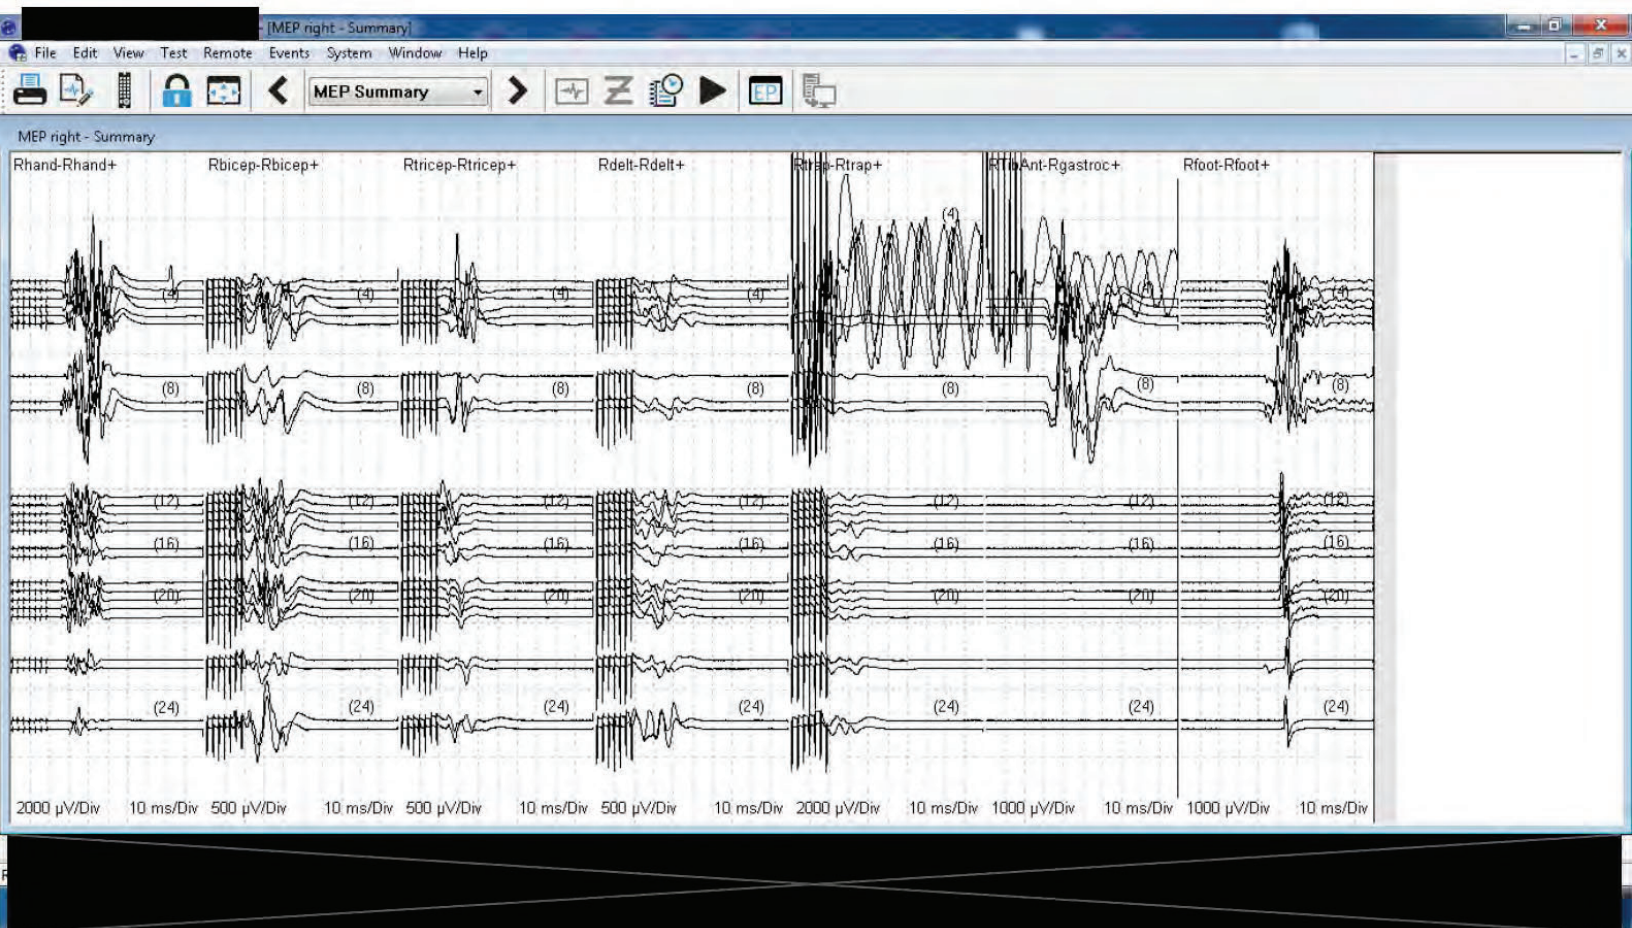 - [MEP right - Summary]
File Edit View Test Remote Events System Window Help
MEP Summary
EP
MEP right - Summary
Rhand-Rhand+ Rbicep-Rbicep+ Rtricep-Rtricep+ Rdelt-Rdelt+ Rtrap-Rtrap+ RTibAnt-Rgastroc+ Rfoot-Rfoot+
(4) (4) (4) (4) (4) (4) (4)
(8) (8) (8) (8) (8) (8) (8)
(12) (12) (12) (12) (12) (12) (12)
(16) (16) (16) (16) (16) (16) (16)
(20) (20) (20) (20) (20) (20) (20)
(24) (24) (24) (24) (24) (24) (24)
2000 µV/Div 10 ms/Div 500 µV/Div 10 ms/Div 500 µV/Div 10 ms/Div 500 µV/Div 10 ms/Div 2000 µV/Div 10 ms/Div 1000 µV/Div 10 ms/Div 1000 µV/Div 10 ms/Div